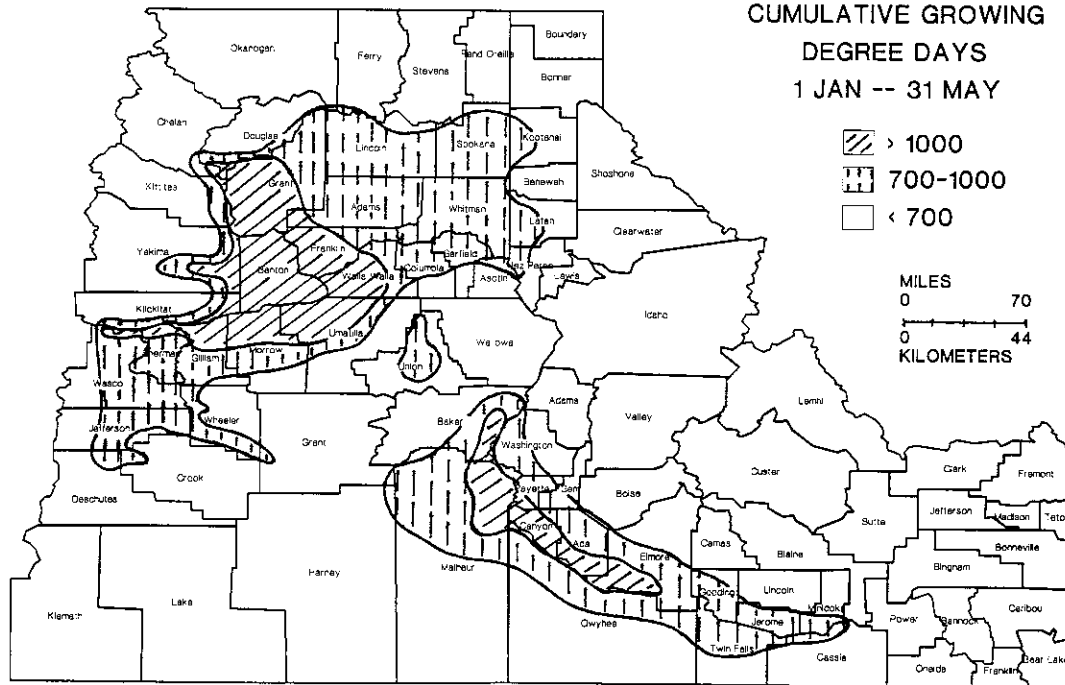 CUMULATIVE GROWING
DEGREE DAYS
1 JAN -- 31 MAY
> 1000
700-1000
< 700
MILES
0 70
0 44
KILOMETERS
Okanogan
Ferry
Stevens
Pend Oreille
Boundary
Bonner
Chelan
Douglas
Lincoln
Spokane
Kootenai
Kittitas
Grant
Benewah
Shoshone
Adams
Whitman
Latah
Clearwater
Yakima
Franklin
Benton
Walla Walla
Columbia
Garfield
Asotin
Nez Perce
Lewis
Idaho
Klickitat
Umatilla
Wallowa
Sherman
Gilliam
Morrow
Union
Wasco
Wheeler
Baker
Adams
Valley
Lemhi
Jefferson
Grant
Washington
Crook
Custer
Clark
Fremont
Deschutes
Payette
Gem
Boise
Butte
Jefferson
Madison
Teton
Canyon
Ada
Camas
Blaine
Bonneville
Harney
Malheur
Elmore
Bingham
Klamath
Lake
Gooding
Lincoln
Minidok
Owyhee
Jerome
Power
Bannock
Caribou
Twin Falls
Cassia
Oneida
Franklin
Bear Lake